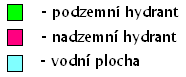 - podzemní hydrant
- nadzemní hydrant
- vodní plocha